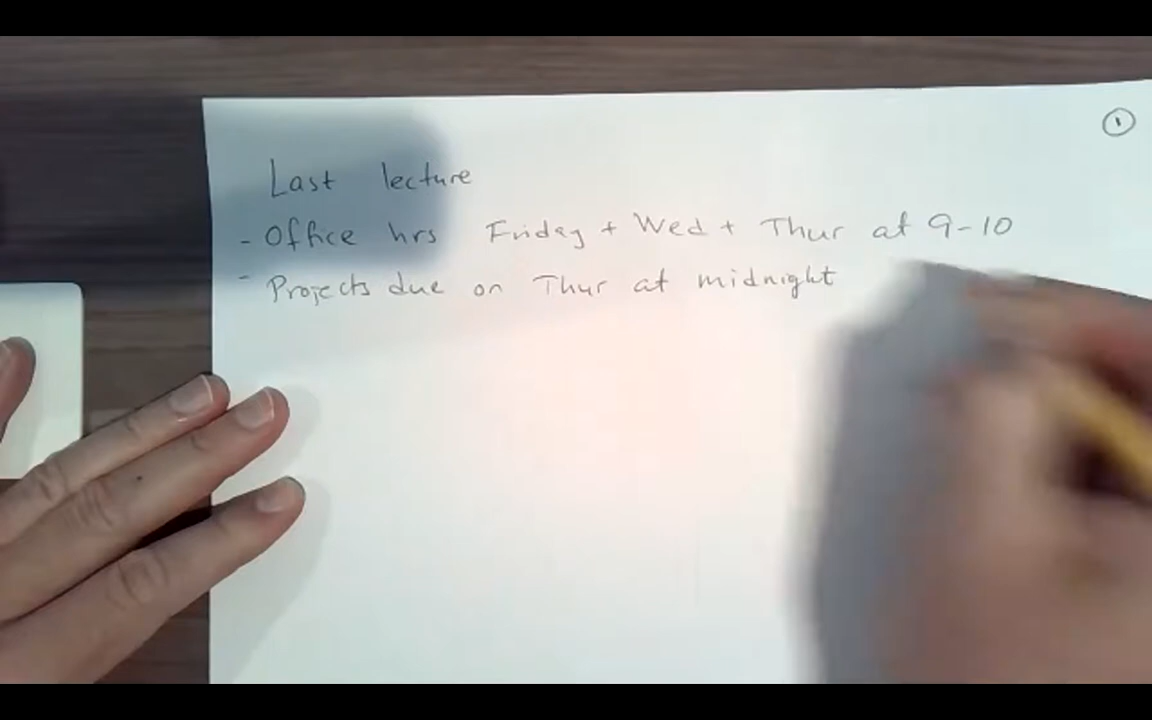 ①
Last lecture
- Office hrs Friday + Wed + Thur at 9-10
- Projects due on Thur at midnight